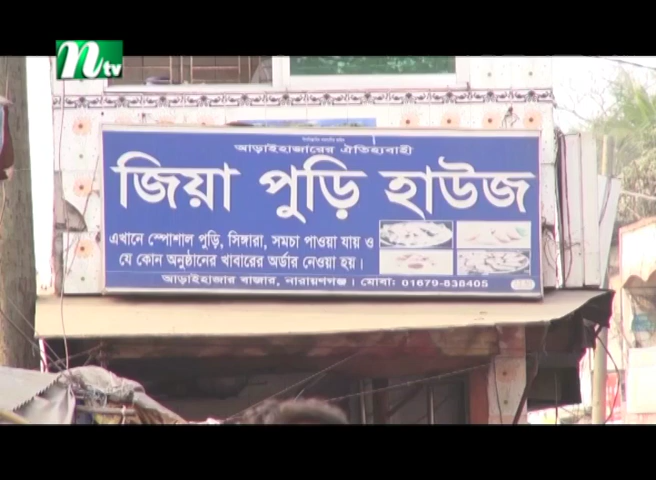 Ntv
আড়াইহাজারের ঐতিহ্যবাহী
জিয়া পুড়ি হাউজ
এখানে স্পোশাল পুড়ি, সিঙ্গারা, সমচা পাওয়া যায় ও
যে কোন অনুষ্ঠানের খাবারের অর্ডার নেওয়া হয়।
আড়াইহাজার বাজার, নারায়ণগঞ্জ। মোবা: 01679-838405